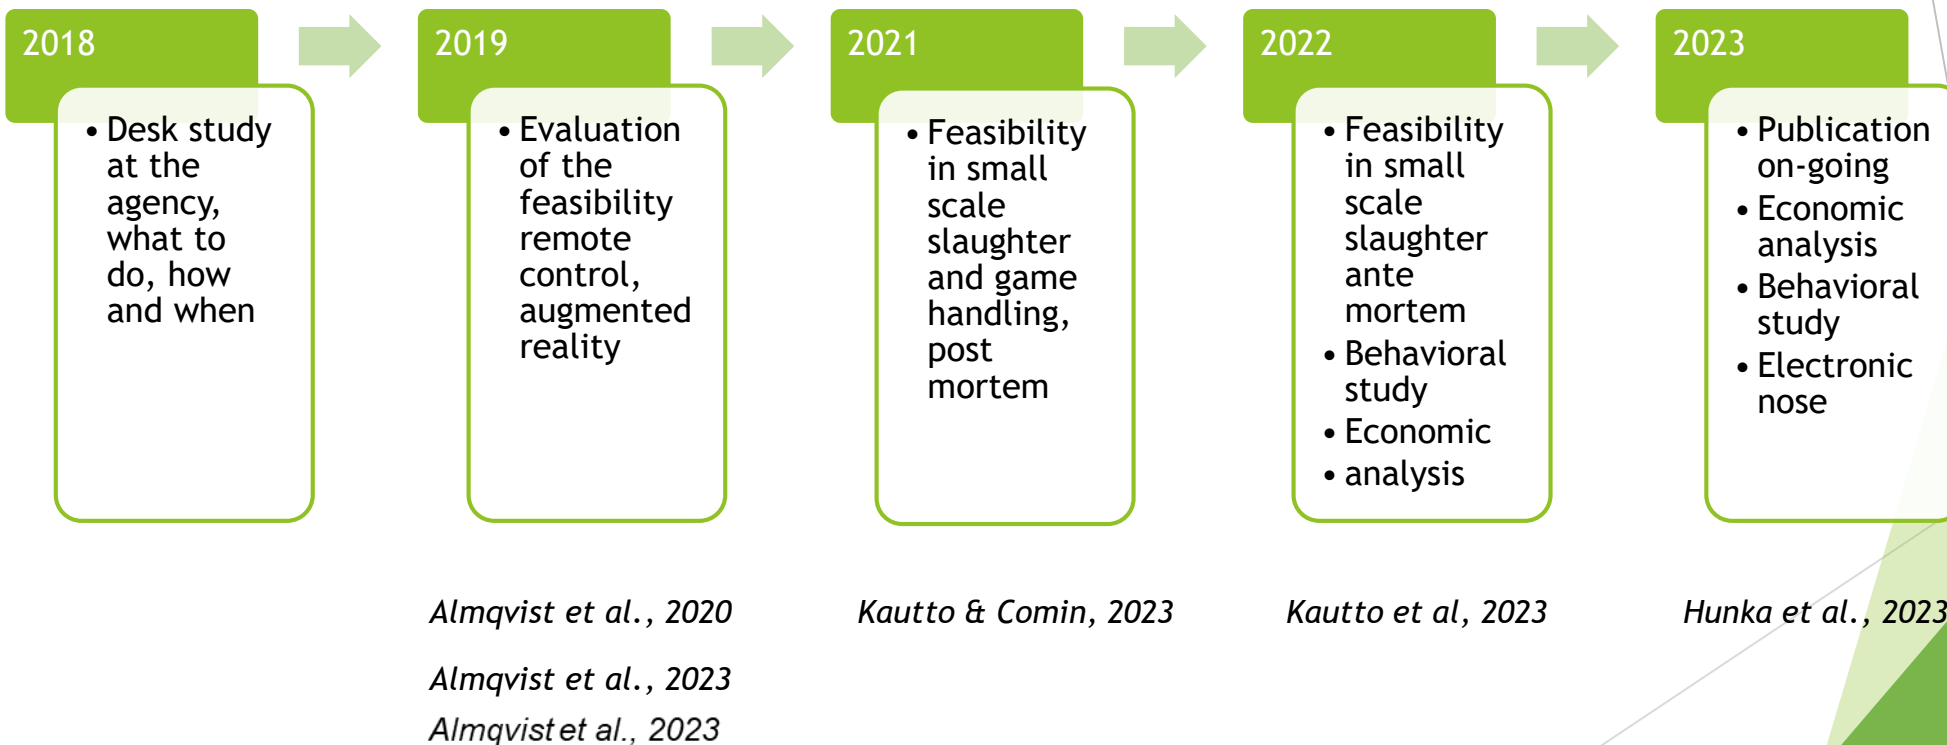 2018
• Desk study
at the
agency,
what to
do, how
and when
2019
• Evaluation
of the
feasibility
remote
control,
augmented
reality
2021
• Feasibility
in small
scale
slaughter
and game
handling,
post
mortem
2022
• Feasibility
in small
scale
slaughter
ante
mortem
• Behavioral
study
• Economic
• analysis
2023
• Publication
on-going
• Economic
analysis
• Behavioral
study
• Electronic
nose
Almqvist et al., 2020
Almqvist et al., 2023
Almqvist et al., 2023
Kautto & Comin, 2023
Kautto et al, 2023
Hunka et al., 2023